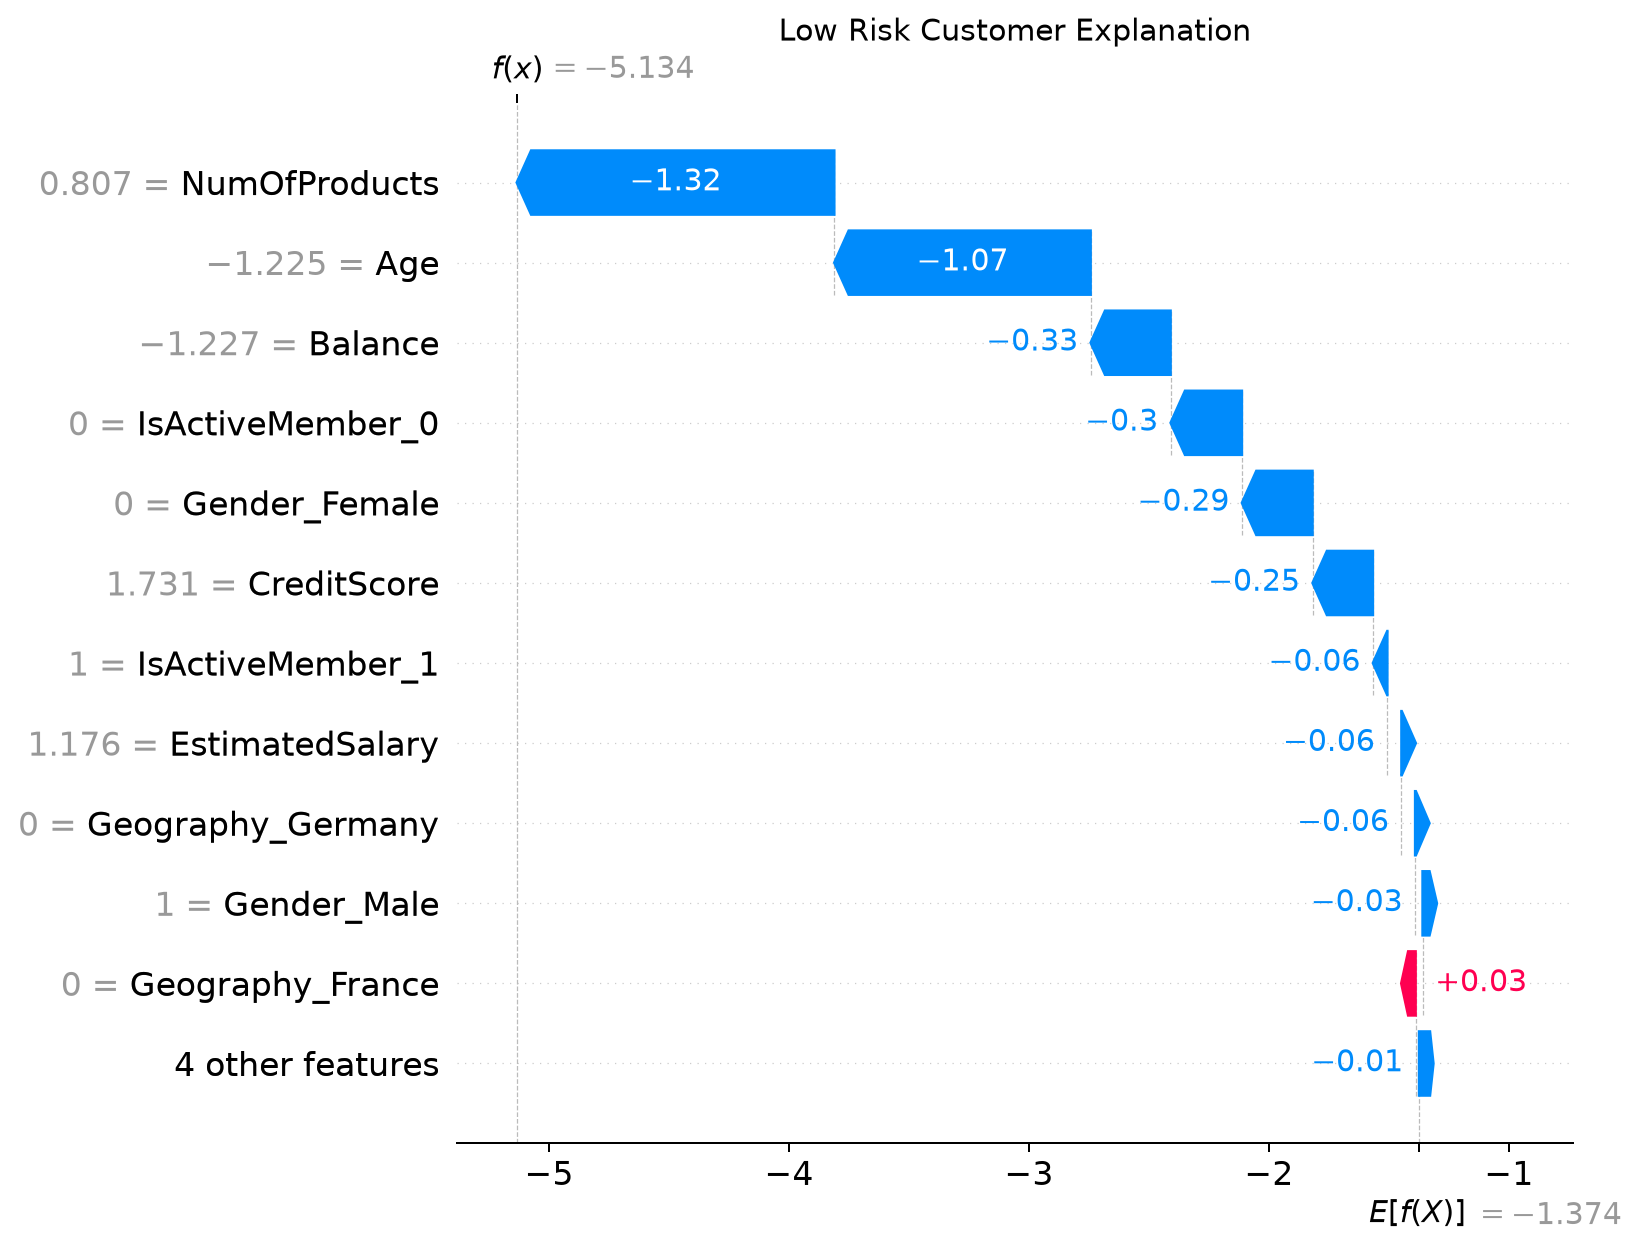 Low Risk Customer Explanation
f(x) = −5.134
0.807 = NumOfProducts −1.32
−1.225 = Age −1.07
−1.227 = Balance −0.33
0 = IsActiveMember_0 −0.3
0 = Gender_Female −0.29
1.731 = CreditScore −0.25
1 = IsActiveMember_1 −0.06
1.176 = EstimatedSalary −0.06
0 = Geography_Germany −0.06
1 = Gender_Male −0.03
0 = Geography_France +0.03
4 other features −0.01
−5 −4 −3 −2 −1
E[f(X)] = −1.374